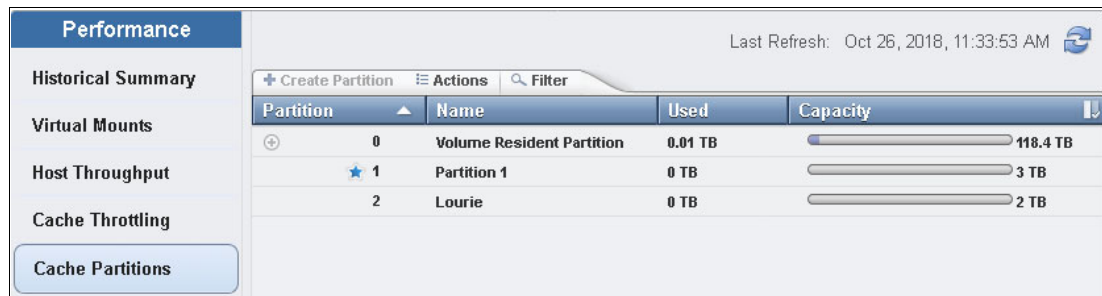 Performance
Historical Summary
Virtual Mounts
Host Throughput
Cache Throttling
Cache Partitions
Last Refresh: Oct 26, 2018, 11:33:53 AM
Create Partition Actions Filter
Partition Name Used Capacity
0 Volume Resident Partition 0.01 TB 118.4 TB
1 Partition 1 0 TB 3 TB
2 Lourie 0 TB 2 TB